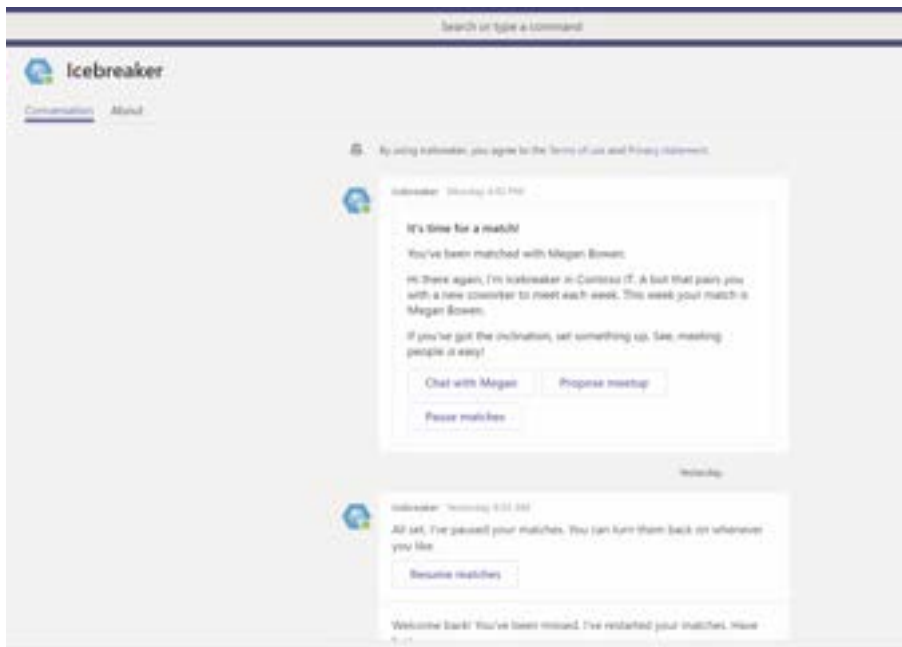 Search or type a command
Icebreaker
Conversation About
By using Icebreaker, you agree to the Terms of use and Privacy statement.
Icebreaker Monday
It's time for a match!
You've been matched with Megan Bowen.
Hi there again, I'm Icebreaker in Contoso IT. A bot that pairs you
with a new coworker to meet each week. This week your match is
Megan Bowen.
If you've got the inclination, set something up. See, meeting
people is easy!
Chat with Megan Propose meetup
Pause matches
Yesterday
Icebreaker Yesterday
All set, I've paused your matches. You can turn them back on whenever
you like.
Resume matches
Welcome back! You've been missed. I've restarted your matches. Have